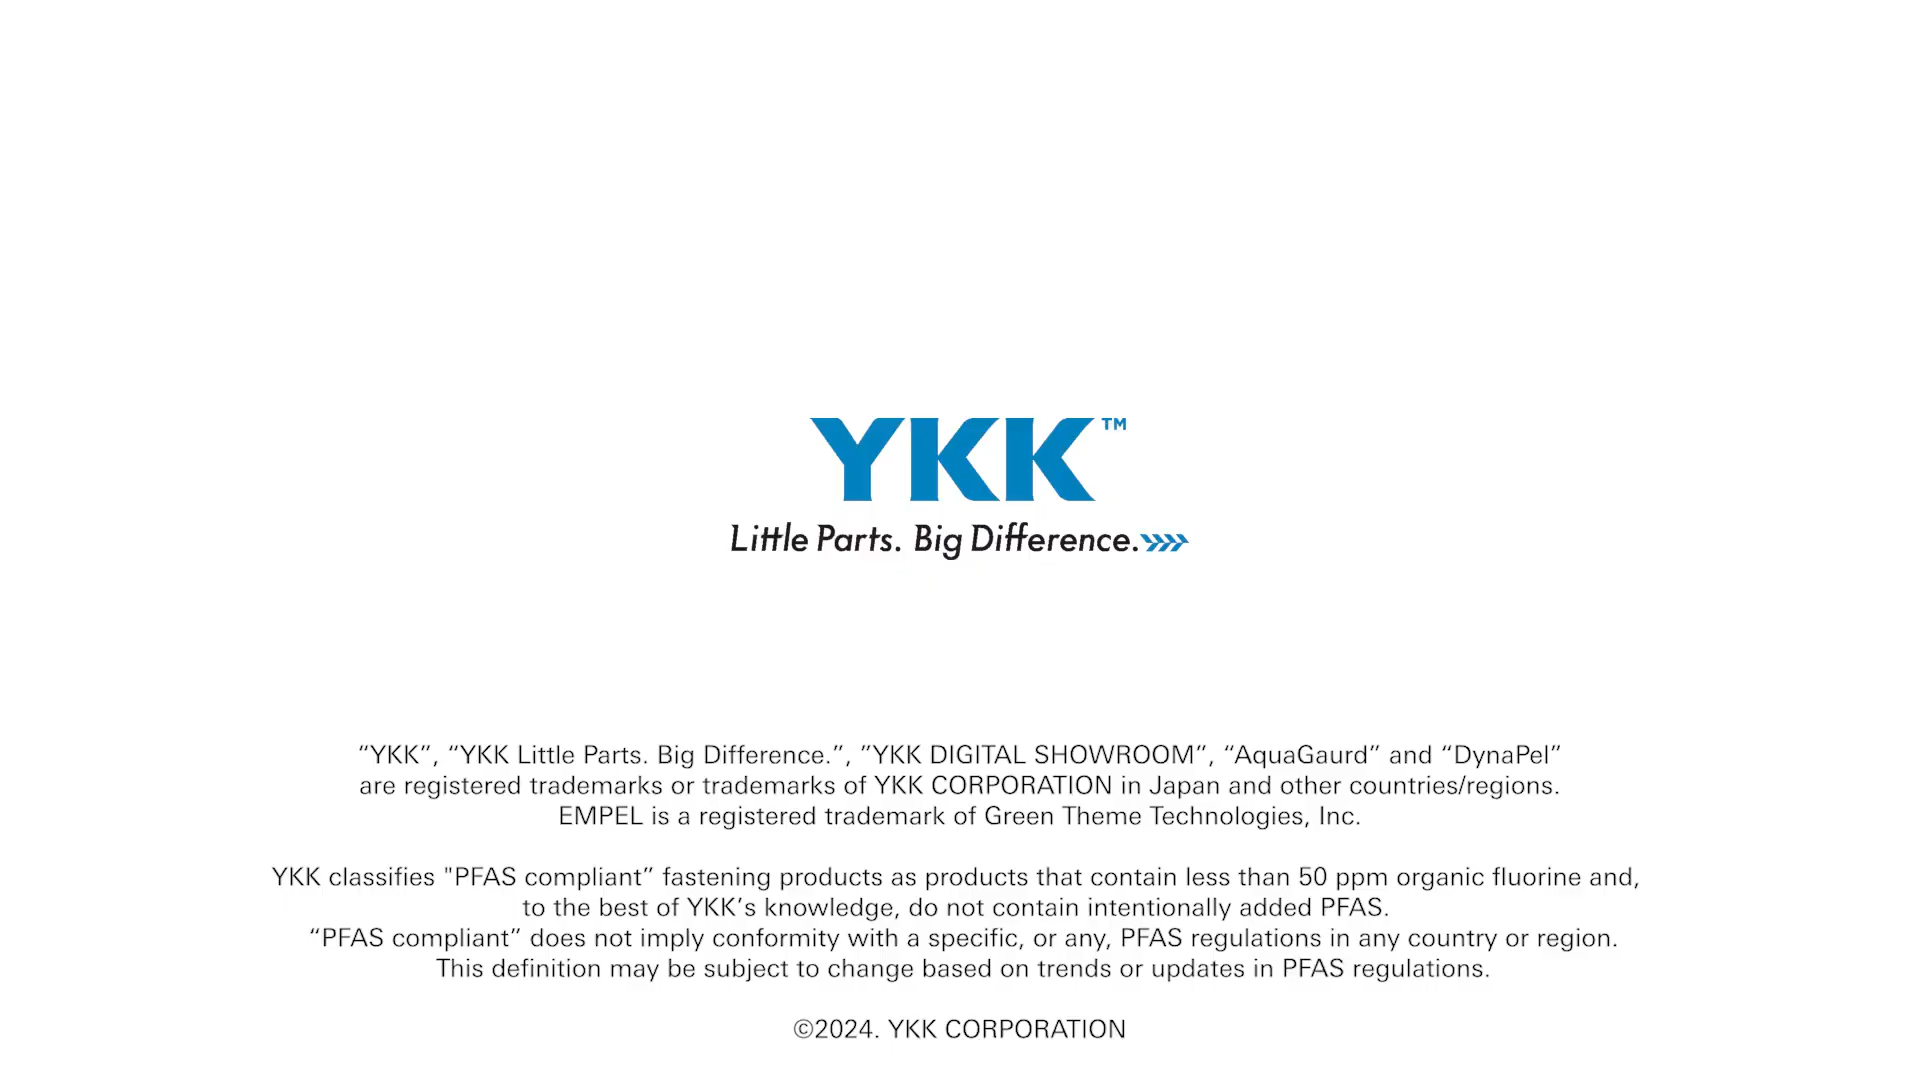 YKK™
Little Parts. Big Difference.
“YKK”, “YKK Little Parts. Big Difference.”, ”YKK DIGITAL SHOWROOM”, “AquaGaurd” and “DynaPel”
are registered trademarks or trademarks of YKK CORPORATION in Japan and other countries/regions.
EMPEL is a registered trademark of Green Theme Technologies, Inc.
YKK classifies "PFAS compliant” fastening products as products that contain less than 50 ppm organic fluorine and,
to the best of YKK’s knowledge, do not contain intentionally added PFAS.
“PFAS compliant” does not imply conformity with a specific, or any, PFAS regulations in any country or region.
This definition may be subject to change based on trends or updates in PFAS regulations.
©2024. YKK CORPORATION